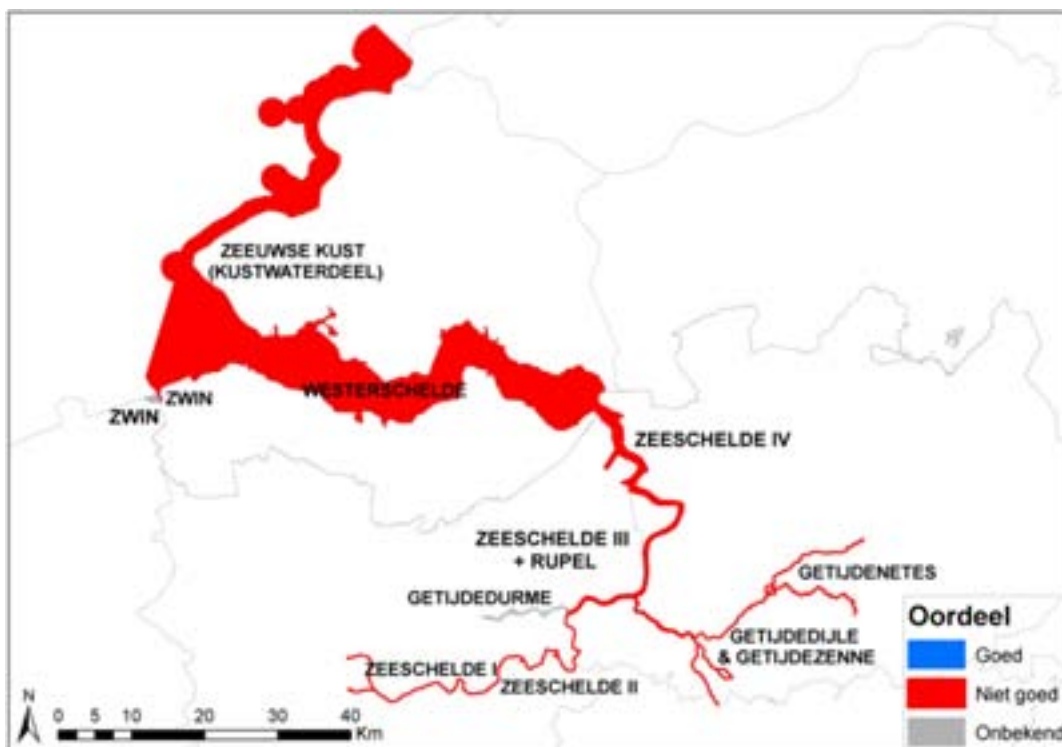 ZEEUWSE KUST
(KUSTWATERDEEL)
WESTERSCHELDE
ZWIN
ZWIN
ZEESCHELDE IV
ZEESCHELDE III
+ RUPEL
GETIJDENETES
GETIJDEDURME
GETIJDEDIJLE
& GETIJDEZENNE
ZEESCHELDE I
ZEESCHELDE II
Oordeel
Goed
Niet goed
Onbekend
N
0 5 10 20 30 40
Km